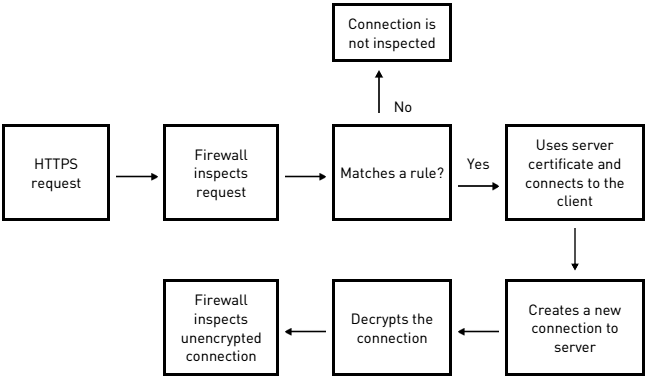 Connection is
not inspected
No
HTTPS
request
Firewall
inspects
request
Matches a rule?
Yes
Uses server
certificate and
connects to the
client
Firewall
inspects
unencrypted
connection
Decrypts the
connection
Creates a new
connection to
server